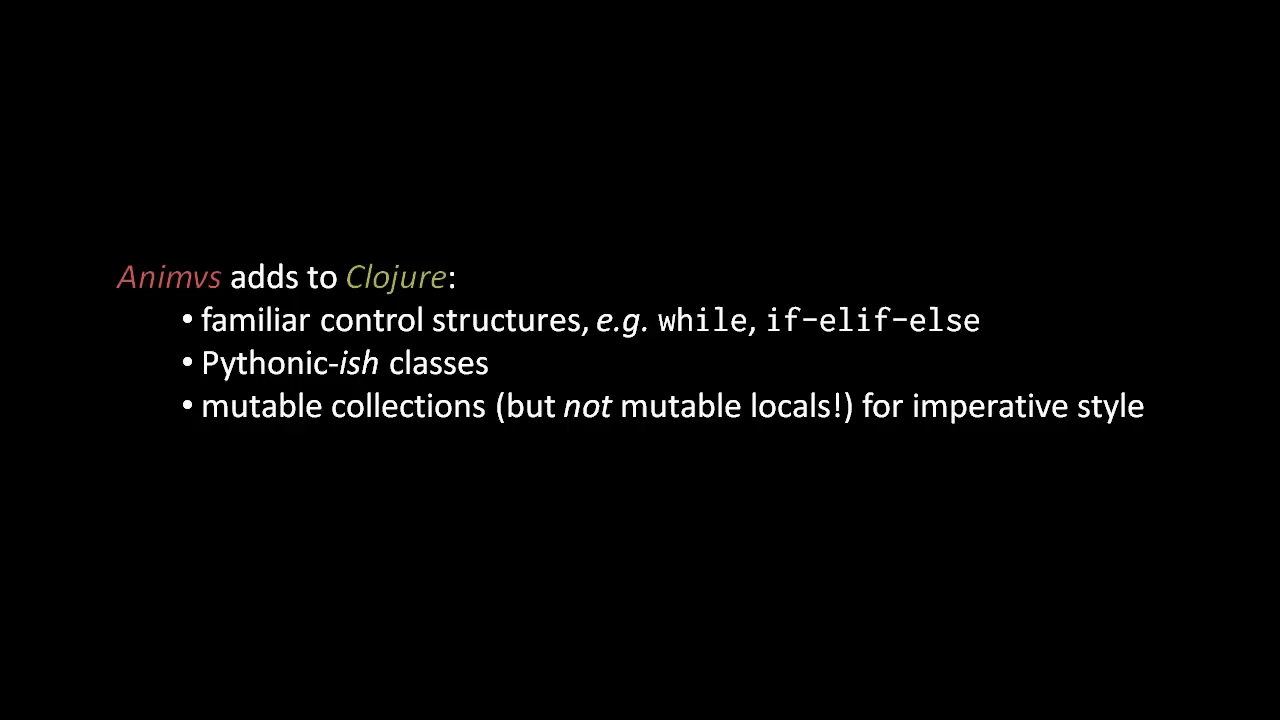 Animvs adds to Clojure:
• familiar control structures, e.g. while, if-elif-else
• Pythonic-ish classes
• mutable collections (but not mutable locals!) for imperative style